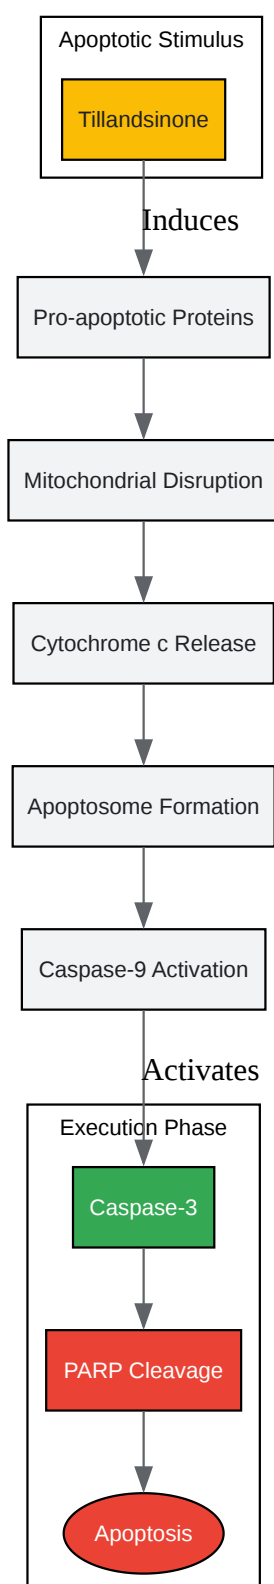 Apoptotic Stimulus
Tillandsinone
Induces
Pro-apoptotic Proteins
Mitochondrial Disruption
Cytochrome c Release
Apoptosome Formation
Caspase-9 Activation
Activates
Execution Phase
Caspase-3
PARP Cleavage
Apoptosis